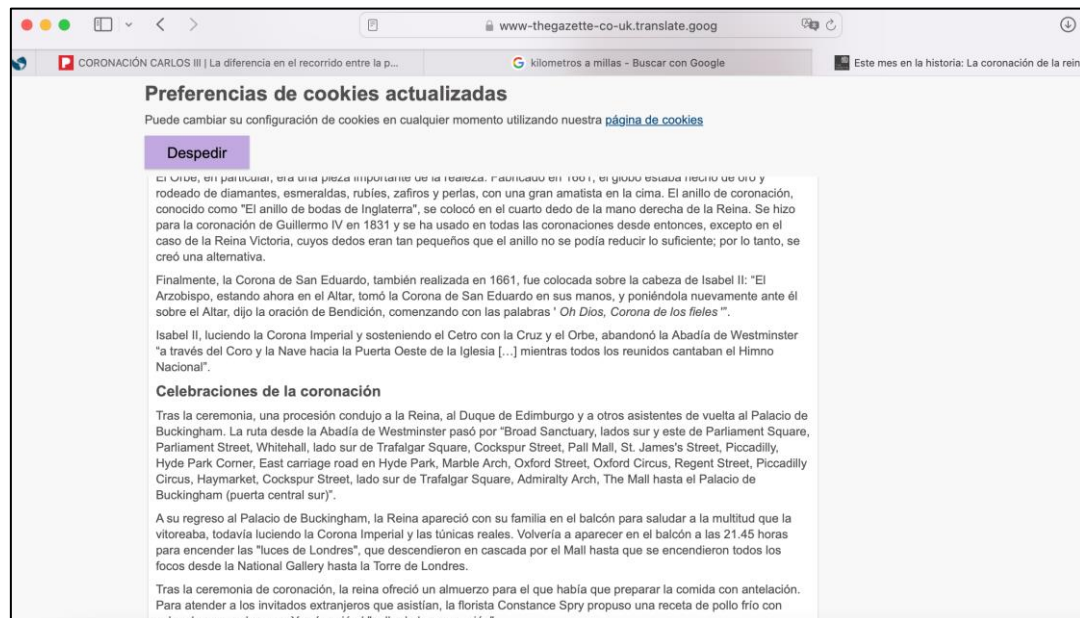 www-thegazette-co-uk.translate.goog
CORONACIÓN CARLOS III | La diferencia en el recorrido entre la p...
kilometros a millas - Buscar con Google
Este mes en la historia: La coronación de la rein
Preferencias de cookies actualizadas
Puede cambiar su configuración de cookies en cualquier momento utilizando nuestra página de cookies
Despedir
El Orbe, en particular, era una pieza importante de la realeza. Fabricado en 1661, el globo estaba hecho de oro y
rodeado de diamantes, esmeraldas, rubíes, zafiros y perlas, con una gran amatista en la cima. El anillo de coronación,
conocido como "El anillo de bodas de Inglaterra", se colocó en el cuarto dedo de la mano derecha de la Reina. Se hizo
para la coronación de Guillermo IV en 1831 y se ha usado en todas las coronaciones desde entonces, excepto en el
caso de la Reina Victoria, cuyos dedos eran tan pequeños que el anillo no se podía reducir lo suficiente; por lo tanto, se
creó una alternativa.
Finalmente, la Corona de San Eduardo, también realizada en 1661, fue colocada sobre la cabeza de Isabel II: "El
Arzobispo, estando ahora en el Altar, tomó la Corona de San Eduardo en sus manos, y poniéndola nuevamente ante él
sobre el Altar, dijo la oración de Bendición, comenzando con las palabras ' Oh Dios, Corona de los fieles '".
Isabel II, luciendo la Corona Imperial y sosteniendo el Cetro con la Cruz y el Orbe, abandonó la Abadía de Westminster
"a través del Coro y la Nave hacia la Puerta Oeste de la Iglesia [...] mientras todos los reunidos cantaban el Himno
Nacional".
Celebraciones de la coronación
Tras la ceremonia, una procesión condujo a la Reina, al Duque de Edimburgo y a otros asistentes de vuelta al Palacio de
Buckingham. La ruta desde la Abadía de Westminster pasó por "Broad Sanctuary, lados sur y este de Parliament Square,
Parliament Street, Whitehall, lado sur de Trafalgar Square, Cockspur Street, Pall Mall, St. James's Street, Piccadilly,
Hyde Park Corner, East carriage road en Hyde Park, Marble Arch, Oxford Street, Oxford Circus, Regent Street, Piccadilly
Circus, Haymarket, Cockspur Street, lado sur de Trafalgar Square, Admiralty Arch, The Mall hasta el Palacio de
Buckingham (puerta central sur)".
A su regreso al Palacio de Buckingham, la Reina apareció con su familia en el balcón para saludar a la multitud que la
vitoreaba, todavía luciendo la Corona Imperial y las túnicas reales. Volvería a aparecer en el balcón a las 21.45 horas
para encender las "luces de Londres", que descendieron en cascada por el Mall hasta que se encendieron todos los
focos desde la National Gallery hasta la Torre de Londres.
Tras la ceremonia de coronación, la reina ofreció un almuerzo para el que había que preparar la comida con antelación.
Para atender a los invitados extranjeros que asistían, la florista Constance Spry propuso una receta de pollo frío con